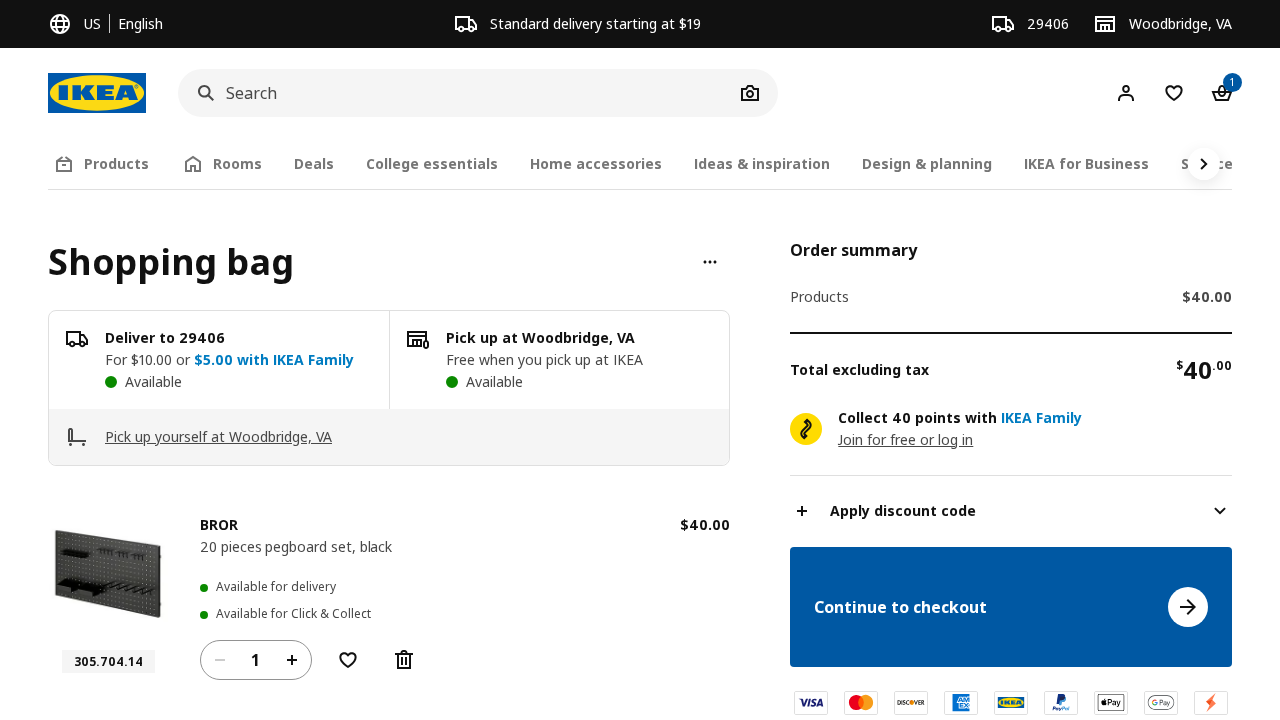 US | English
Standard delivery starting at $19
29406
Woodbridge, VA
IKEA
Search
1
Products
Rooms
Deals
College essentials
Home accessories
Ideas & inspiration
Design & planning
IKEA for Business
Shopping bag
Deliver to 29406
For $10.00 or $5.00 with IKEA Family
Available
Pick up at Woodbridge, VA
Free when you pick up at IKEA
Available
Pick up yourself at Woodbridge, VA
BROR
$40.00
20 pieces pegboard set, black
Available for delivery
Available for Click & Collect
305.704.14
1
Order summary
Products $40.00
Total excluding tax $40.00
Collect 40 points with IKEA Family
Join for free or log in
Apply discount code
Continue to checkout
VISA
DISCOVER
AMEX
IKEA
PayPal
Pay
G Pay